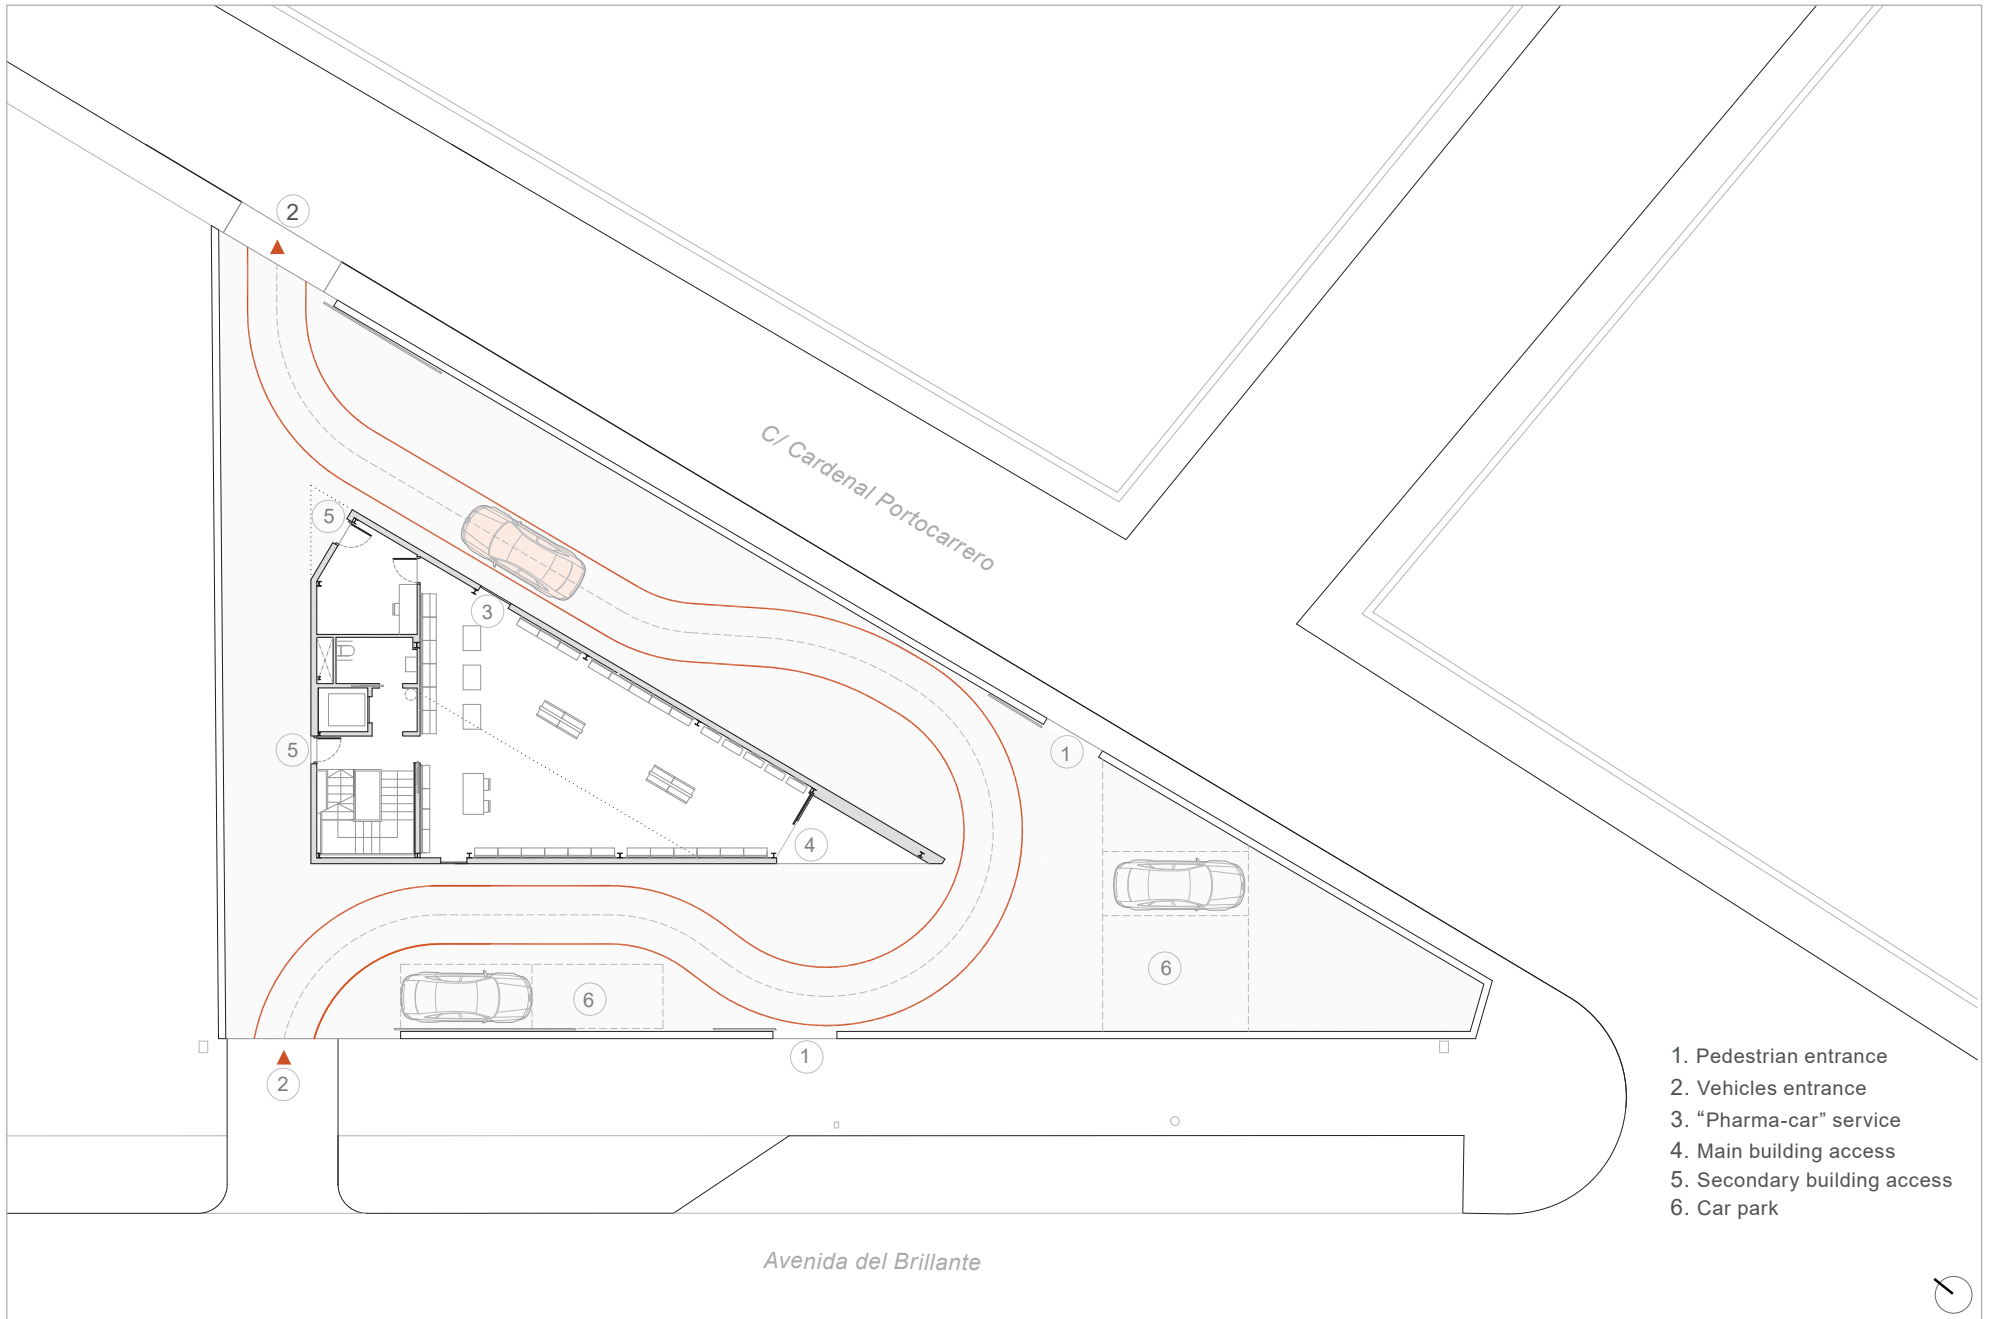 2
C/ Cardenal Portocarrero
5
3
5
1
4
6
6
1
2
1. Pedestrian entrance
2. Vehicles entrance
3. “Pharma-car” service
4. Main building access
5. Secondary building access
6. Car park
Avenida del Brillante